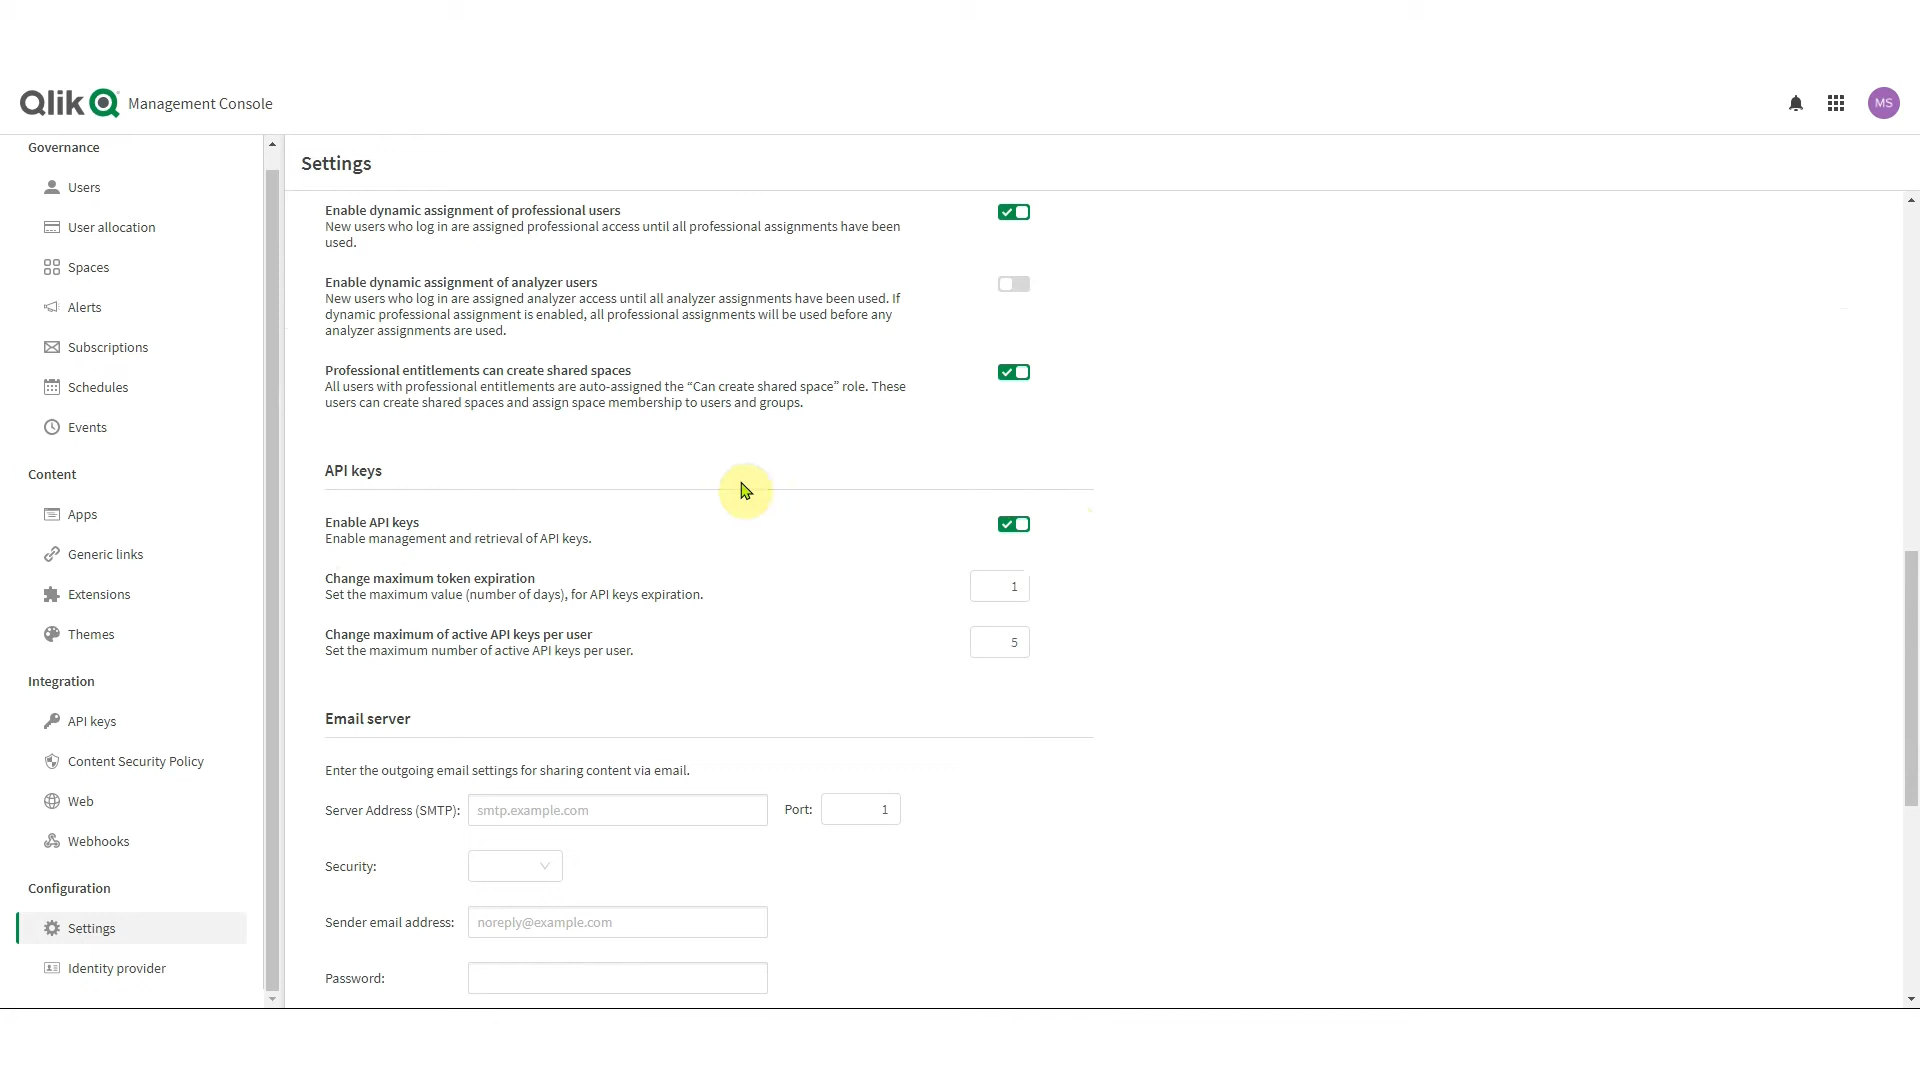 Qlik Management Console
MS
Governance
Users
User allocation
Spaces
Alerts
Subscriptions
Schedules
Events
Content
Apps
Generic links
Extensions
Themes
Integration
API keys
Content Security Policy
Web
Webhooks
Configuration
Settings
Identity provider
Settings
Enable dynamic assignment of professional users
New users who log in are assigned professional access until all professional assignments have been
used.
Enable dynamic assignment of analyzer users
New users who log in are assigned analyzer access until all analyzer assignments have been used. If
dynamic professional assignment is enabled, all professional assignments will be used before any
analyzer assignments are used.
Professional entitlements can create shared spaces
All users with professional entitlements are auto-assigned the “Can create shared space” role. These
users can create shared spaces and assign space membership to users and groups.
API keys
Enable API keys
Enable management and retrieval of API keys.
Change maximum token expiration
Set the maximum value (number of days), for API keys expiration.
1
Change maximum of active API keys per user
Set the maximum number of active API keys per user.
5
Email server
Enter the outgoing email settings for sharing content via email.
Server Address (SMTP): smtp.example.com Port: 1
Security:
Sender email address: noreply@example.com
Password: